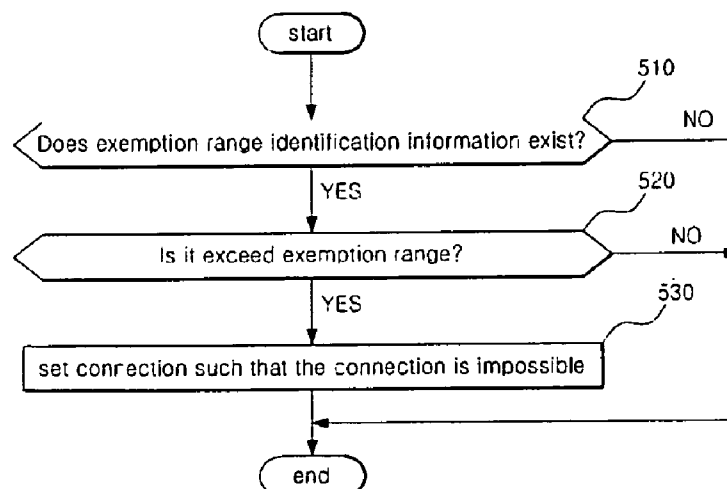 start
510
Does exemption range identification information exist?
NO
YES
520
Is it exceed exemption range?
NO
YES
530
set connection such that the connection is impossible
end